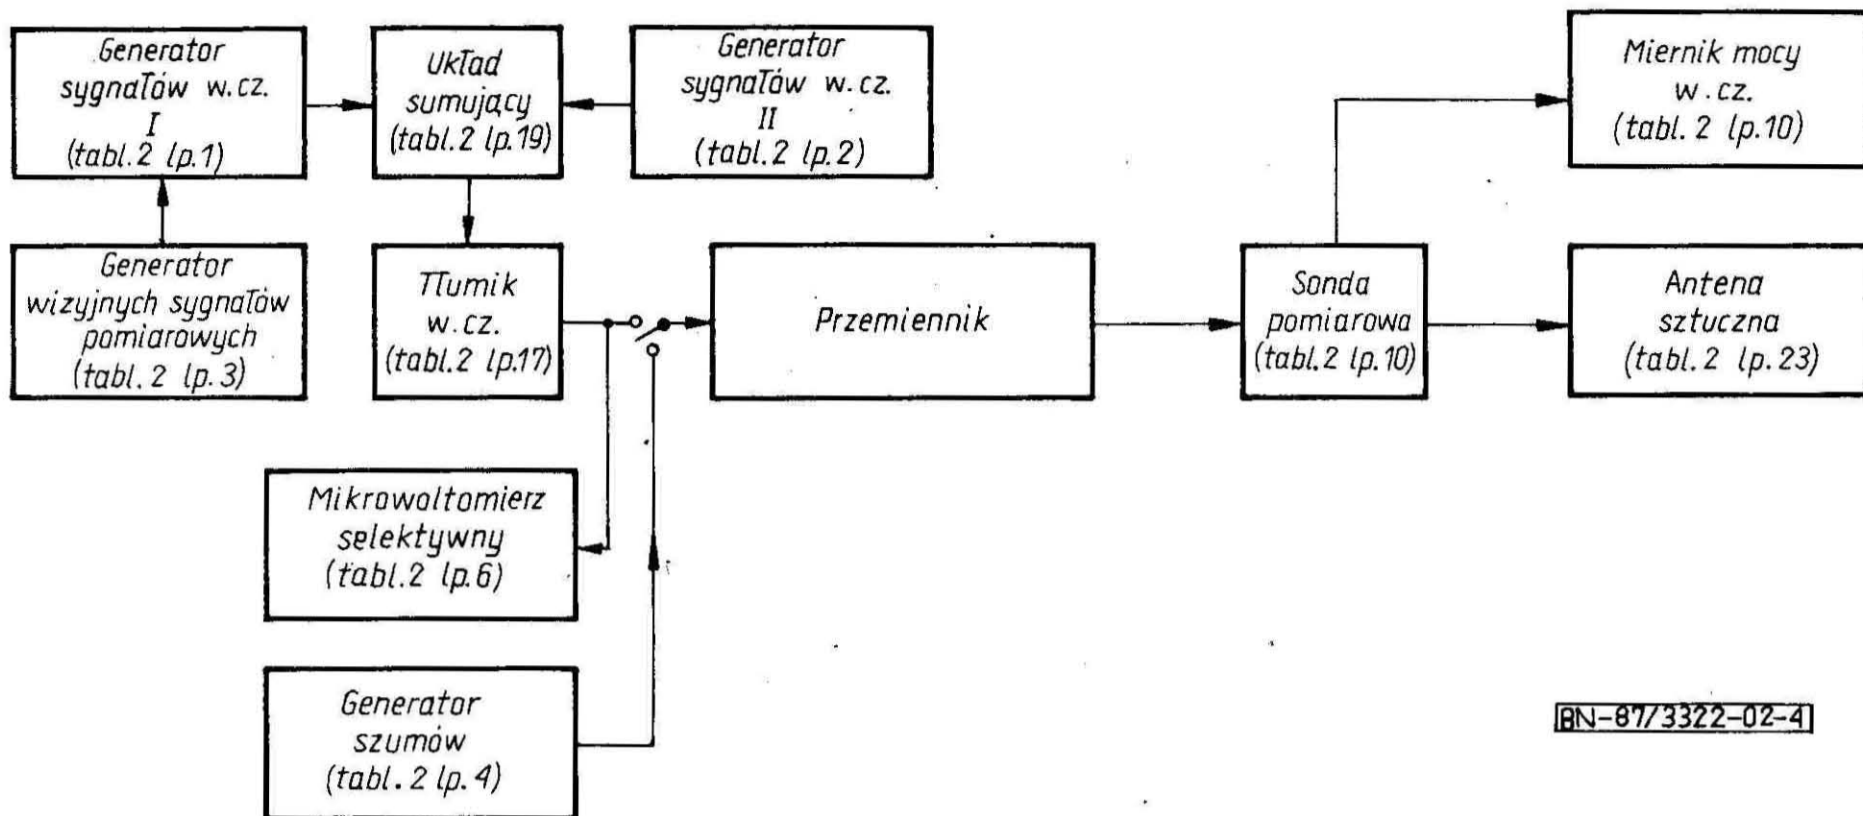 Generator
sygnałów w.cz.
I
(tabl.2 lp.1)
Układ
sumujący
(tabl.2 lp.19)
Generator
sygnałów w.cz.
II
(tabl.2 lp.2)
Miernik mocy
w.cz.
(tabl. 2 lp.10)
Generator
wizyjnych sygnałów
pomiarowych
(tabl. 2 lp. 3)
Tłumik
w.cz.
(tabl.2 lp.17)
Przemiennik
Sonda
pomiarowa
(tabl.2 lp.10)
Antena
sztuczna
(tabl.2 lp.23)
Mikrowoltomierz
selektywny
(tabl.2 lp.6)
Generator
szumów
(tabl. 2 lp. 4)
BN-87/3322-02-4